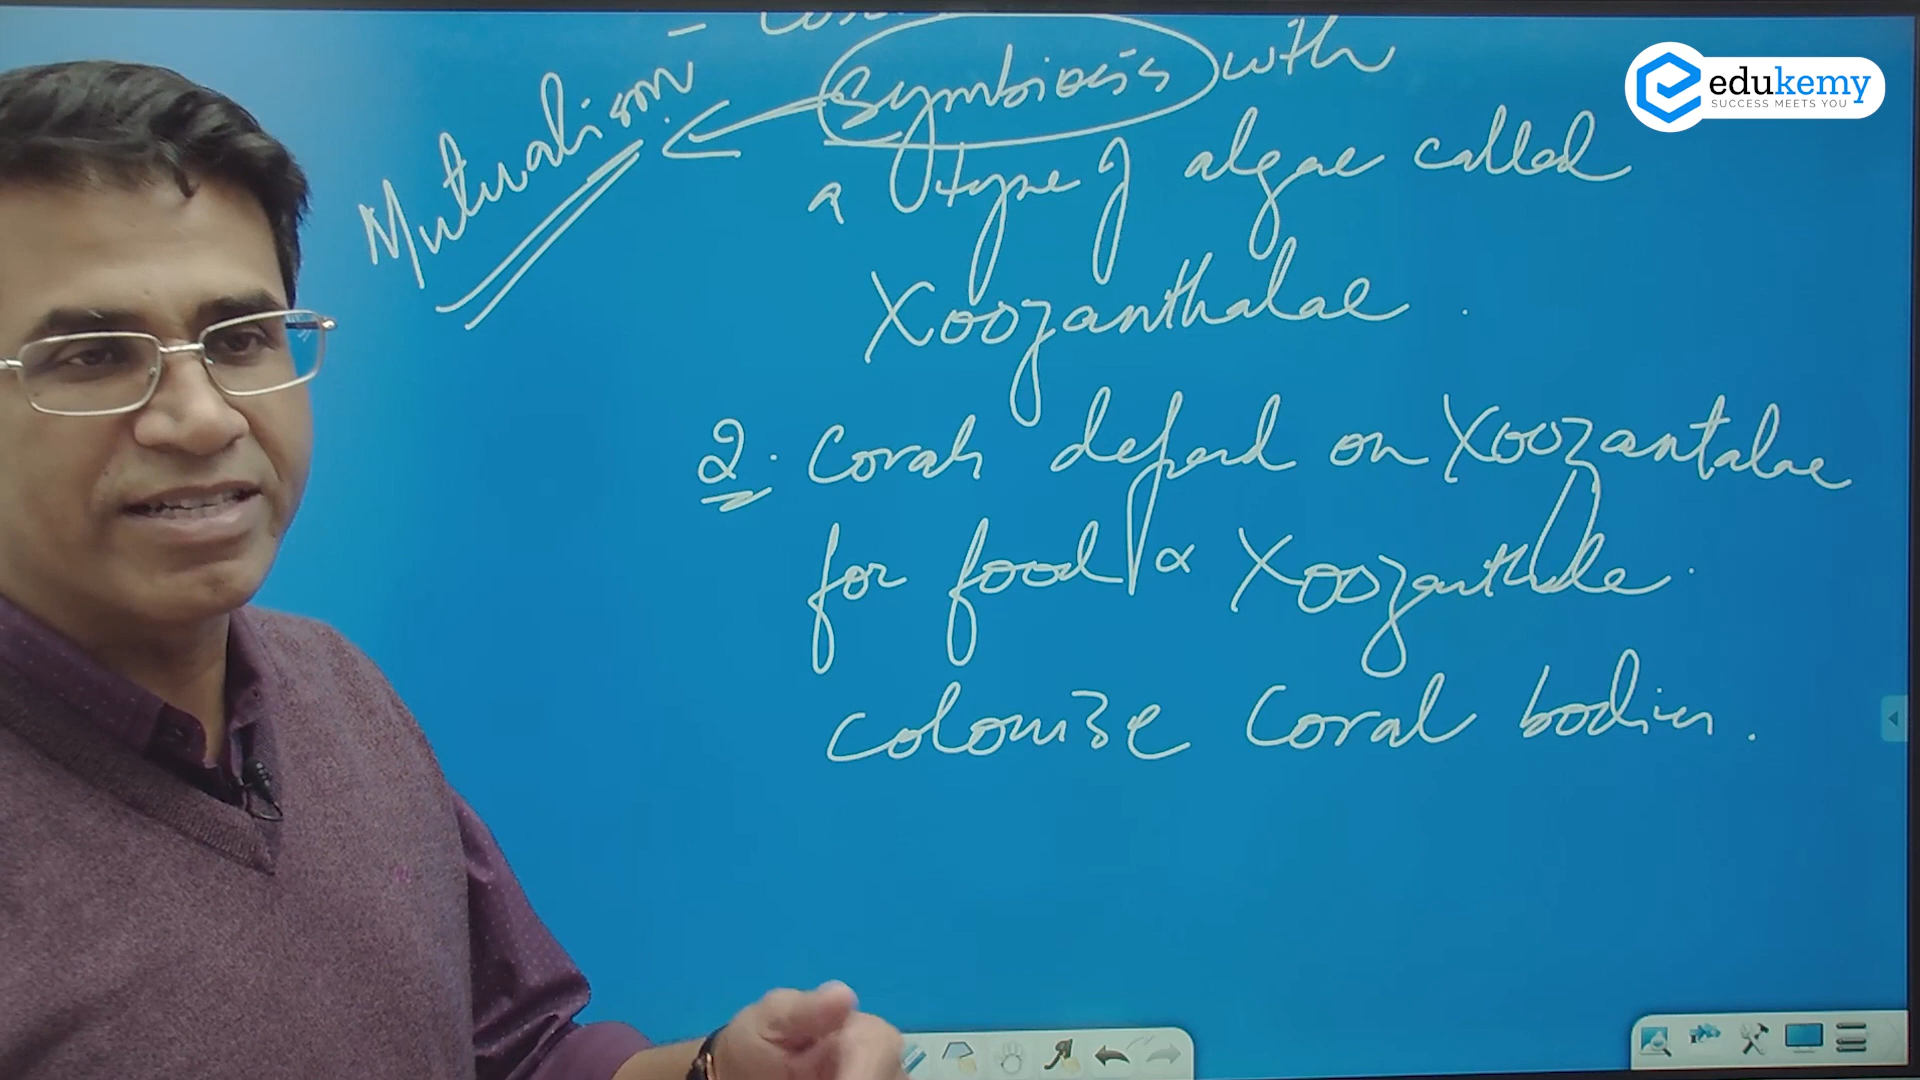 symbiosis with
Mutualism
a type of algae called
Xoozanthalae.
2. Corals depend on Xoozantalae
for food & Xoozanthale.
colonize Coral bodies.
edukemy
SUCCESS MEETS YOU